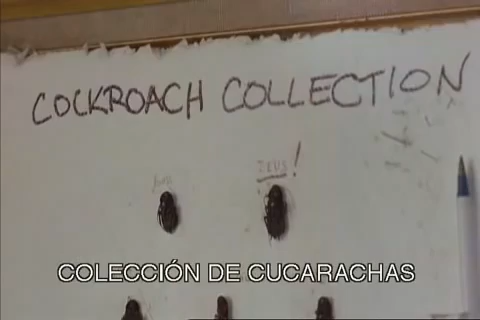 COCKROACH COLLECTION
ZEUS!
COLECCIÓN DE CUCARACHAS